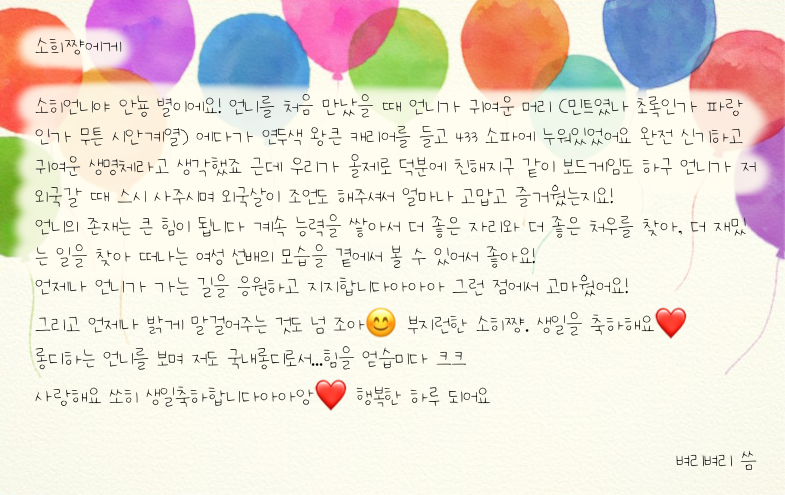 소희쨩에게
소희언니야 안뇽 별이에요! 언니를 처음 만났을 때 언니가 귀여운 머리 (민트였나 초록인가 파랑
인가 무튼 시안계열) 에다가 연두색 왕큰 캐리어를 들고 433 소파에 누워있었어요 완전 신기하고
귀여운 생명체라고 생각했죠 근데 우리가 올제로 덕분에 친해지구 같이 보드게임도 하구 언니가 저
외국갈 때 스시 사주시며 외국살이 조언도 해주셔서 얼마나 고맙고 즐거웠는지요!
언니의 존재는 큰 힘이 됩니다 계속 능력을 쌓아서 더 좋은 자리와 더 좋은 처우를 찾아, 더 재밌
는 일을 찾아 떠나는 여성 선배의 모습을 곁에서 볼 수 있어서 좋아요!
언제나 언니가 가는 길을 응원하고 지지합니다아아아아 그런 점에서 고마웠어요!
그리고 언제나 밝게 말걸어주는 것도 넘 조아😊 부지런한 소히쨩. 생일을 축하해요❤️
롱디하는 언니를 보며 저도 국내롱디로서...힘을 얻습미다 ㅋㅋ
사랑해요 쏘히 생일축하합니다아아앙❤️ 행복한 하루 되어요
벼리벼리 씀